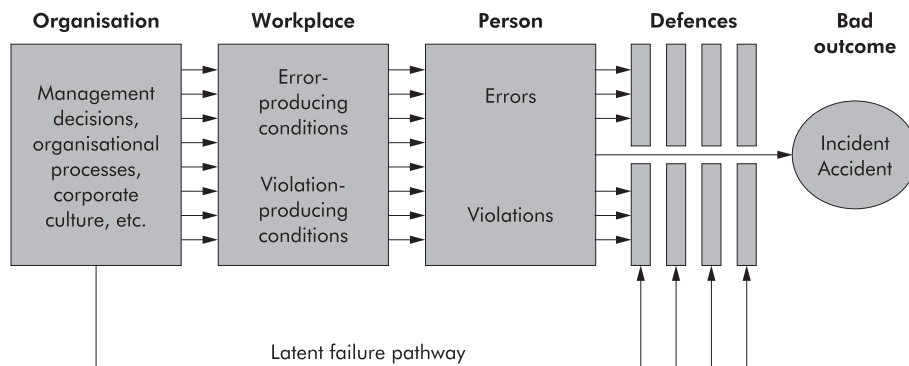 Organisation
Workplace
Person
Defences
Bad
outcome
Management
decisions,
organisational
processes,
corporate
culture, etc.
Error-
producing
conditions
Violation-
producing
conditions
Errors
Violations
Incident
Accident
Latent failure pathway